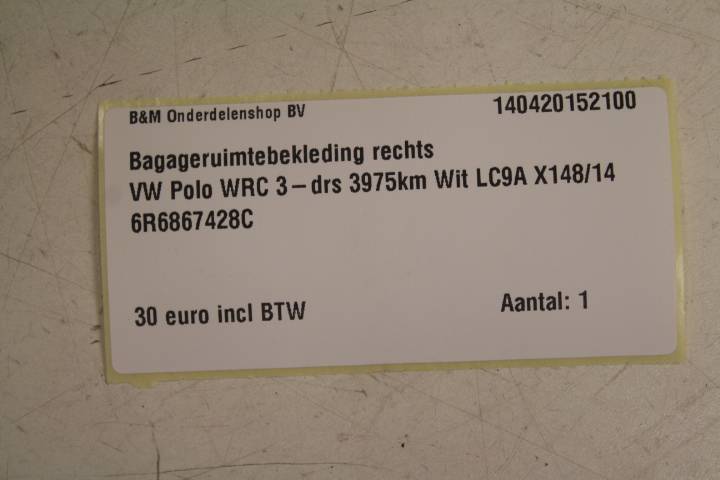 B&M Onderdelenshop BV 140420152100
Bagageruimtebekleding rechts
VW Polo WRC 3-drs 3975km Wit LC9A X148/14
6R6867428C
30 euro incl BTW Aantal: 1